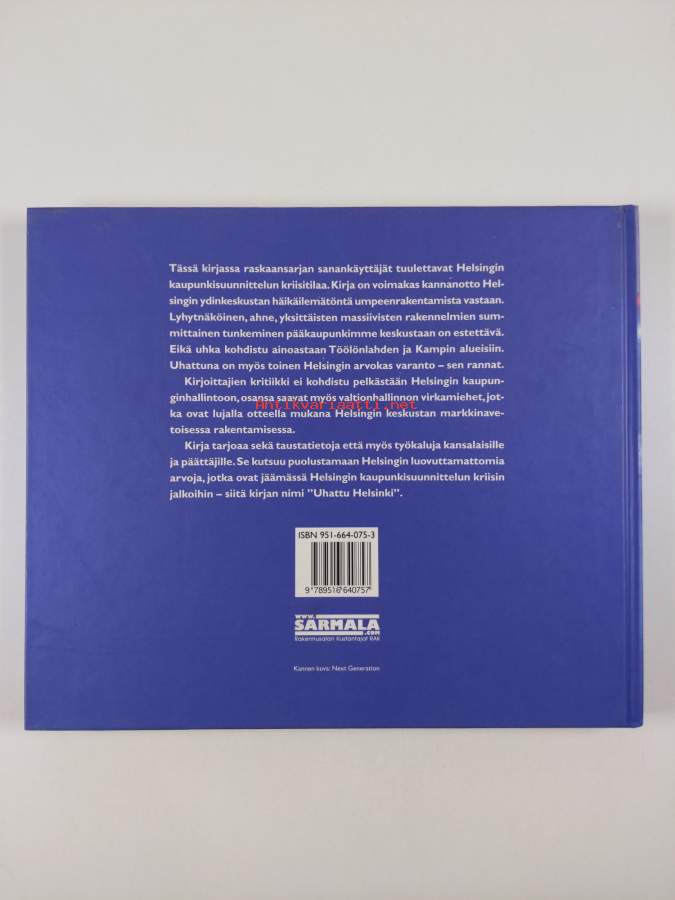 Tässä kirjassa raskaansarjan sanankäyttäjät tuulettavat Helsingin
kaupunkisuunnittelun kriisitilaa. Kirja on voimakas kannanotto Hel-
singin ydinkeskustan häikäilemätöntä umpeenrakentamista vastaan.
Lyhytnäköinen, ahne, yksittäisten massiivisten rakennelmien sum-
mittainen tunkeminen pääkaupunkimme keskustaan on estettävä.
Eikä uhka kohdistu ainoastaan Töölönlahden ja Kampin alueisiin.
Uhattuna on myös toinen Helsingin arvokas varanto – sen rannat.
Kirjoittajien kritiikki ei kohdistu pelkästään Helsingin kaupun-
ginhallintoon, osansa saavat myös valtionhallinnon virkamiehet, jot-
Antikvariaatti.net
ka ovat lujalla otteella mukana Helsingin keskustan markkinave-
toisessa rakentamisessa.
Kirja tarjoaa sekä taustatietoja että myös työkaluja kansalaisille
ja päättäjille. Se kutsuu puolustamaan Helsingin luovuttamattomia
arvoja, jotka ovat jäämässä Helsingin kaupunkisuunnittelun kriisin
jalkoihin – siitä kirjan nimi "Uhattu Helsinki".
ISBN 951-664-075-3
9 789516 640757
www.
SARMALA
.com
Rakennusalan Kustantajat RAK
Kannen kuva: Next Generation